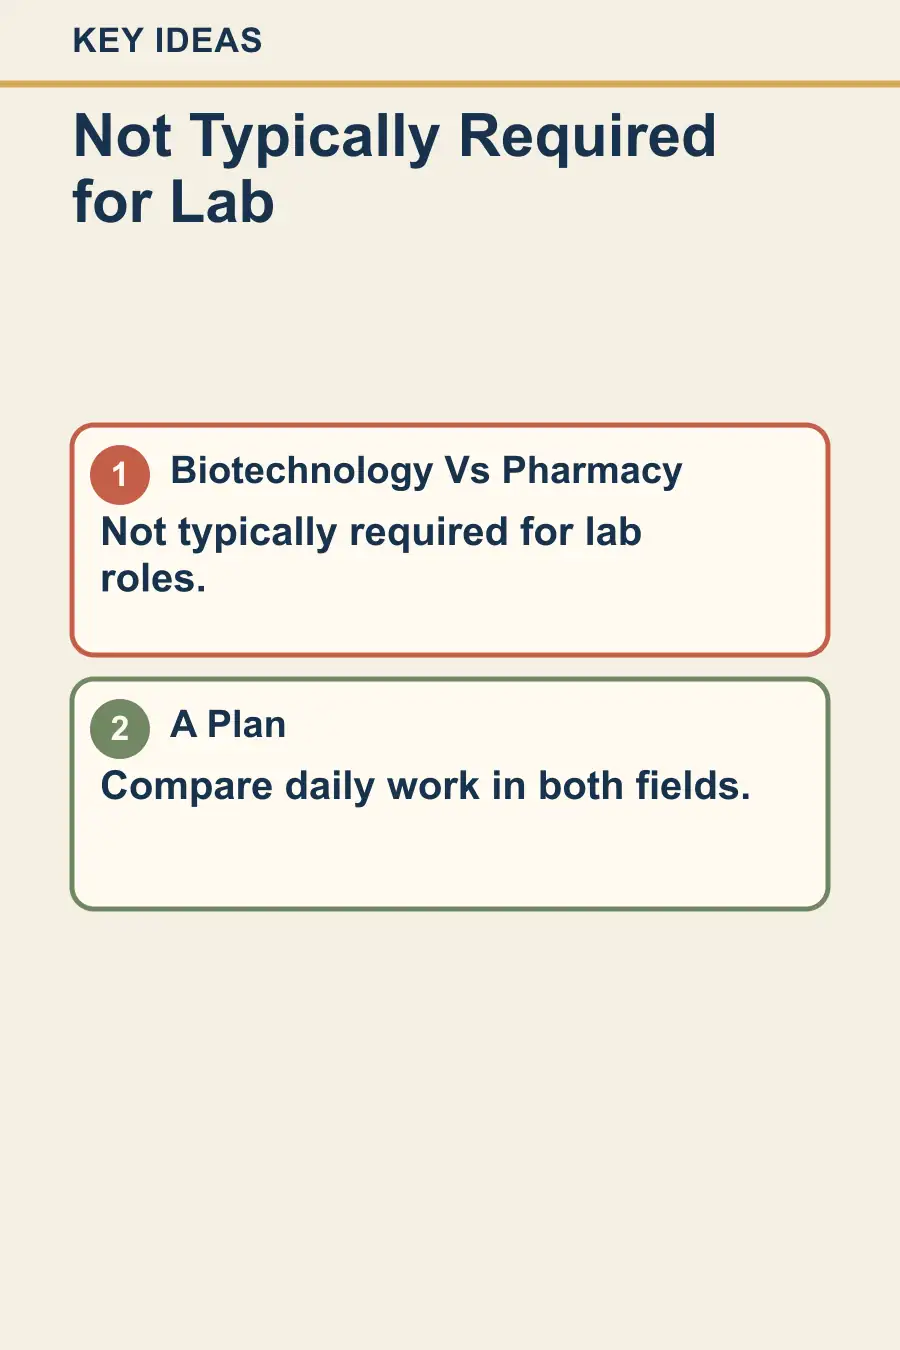 KEY IDEAS
Not Typically Required
for Lab
1
Biotechnology Vs Pharmacy
Not typically required for lab
roles.
2
A Plan
Compare daily work in both fields.